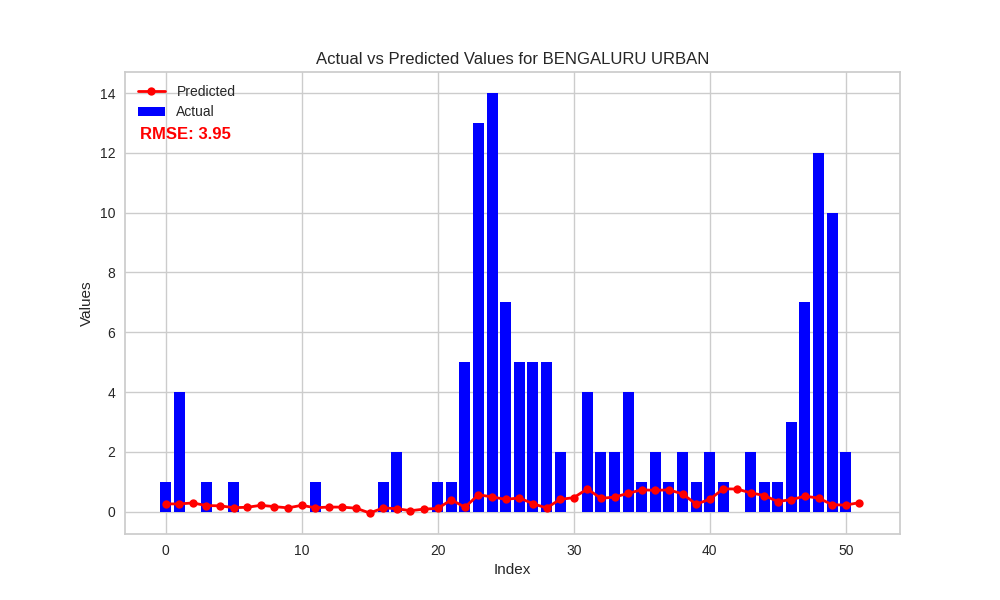 Actual vs Predicted Values for BENGALURU URBAN
Predicted
Actual
RMSE: 3.95
14
12
10
8
6
4
2
0
Values
0 10 20 30 40 50
Index